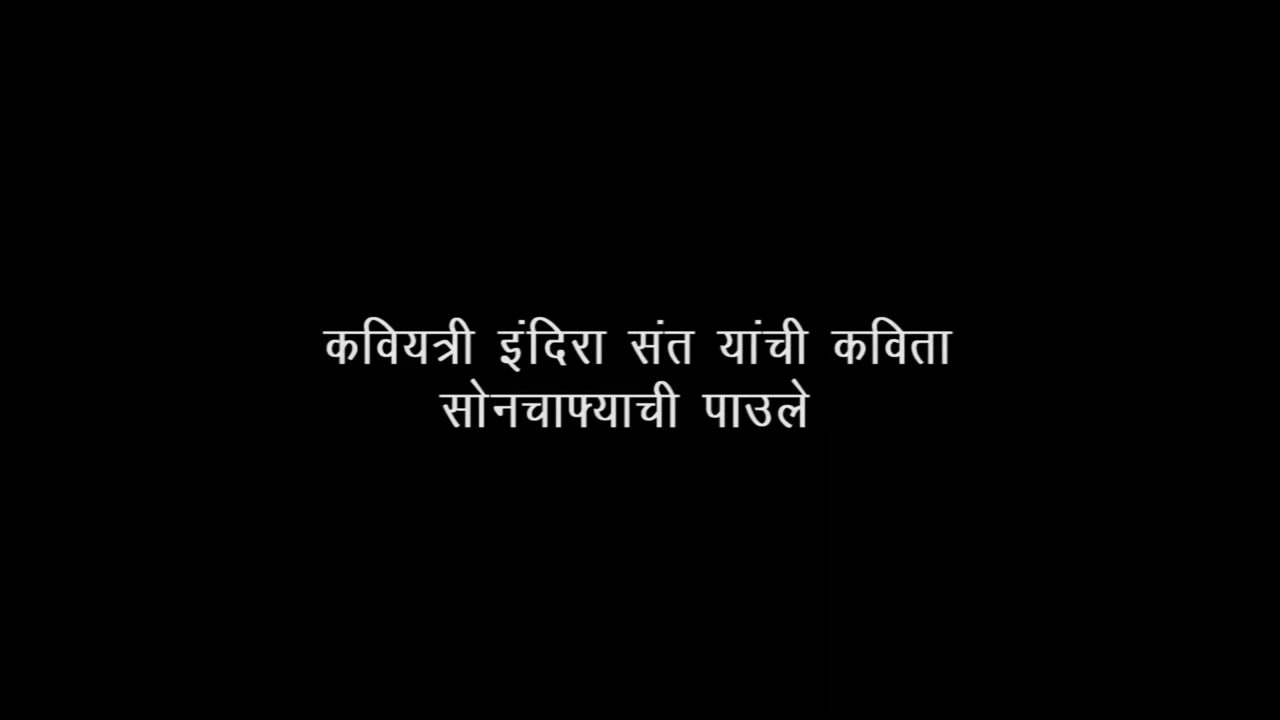 कवियत्री इंदिरा संत यांची कविता
सोनचाफ्याची पाउले